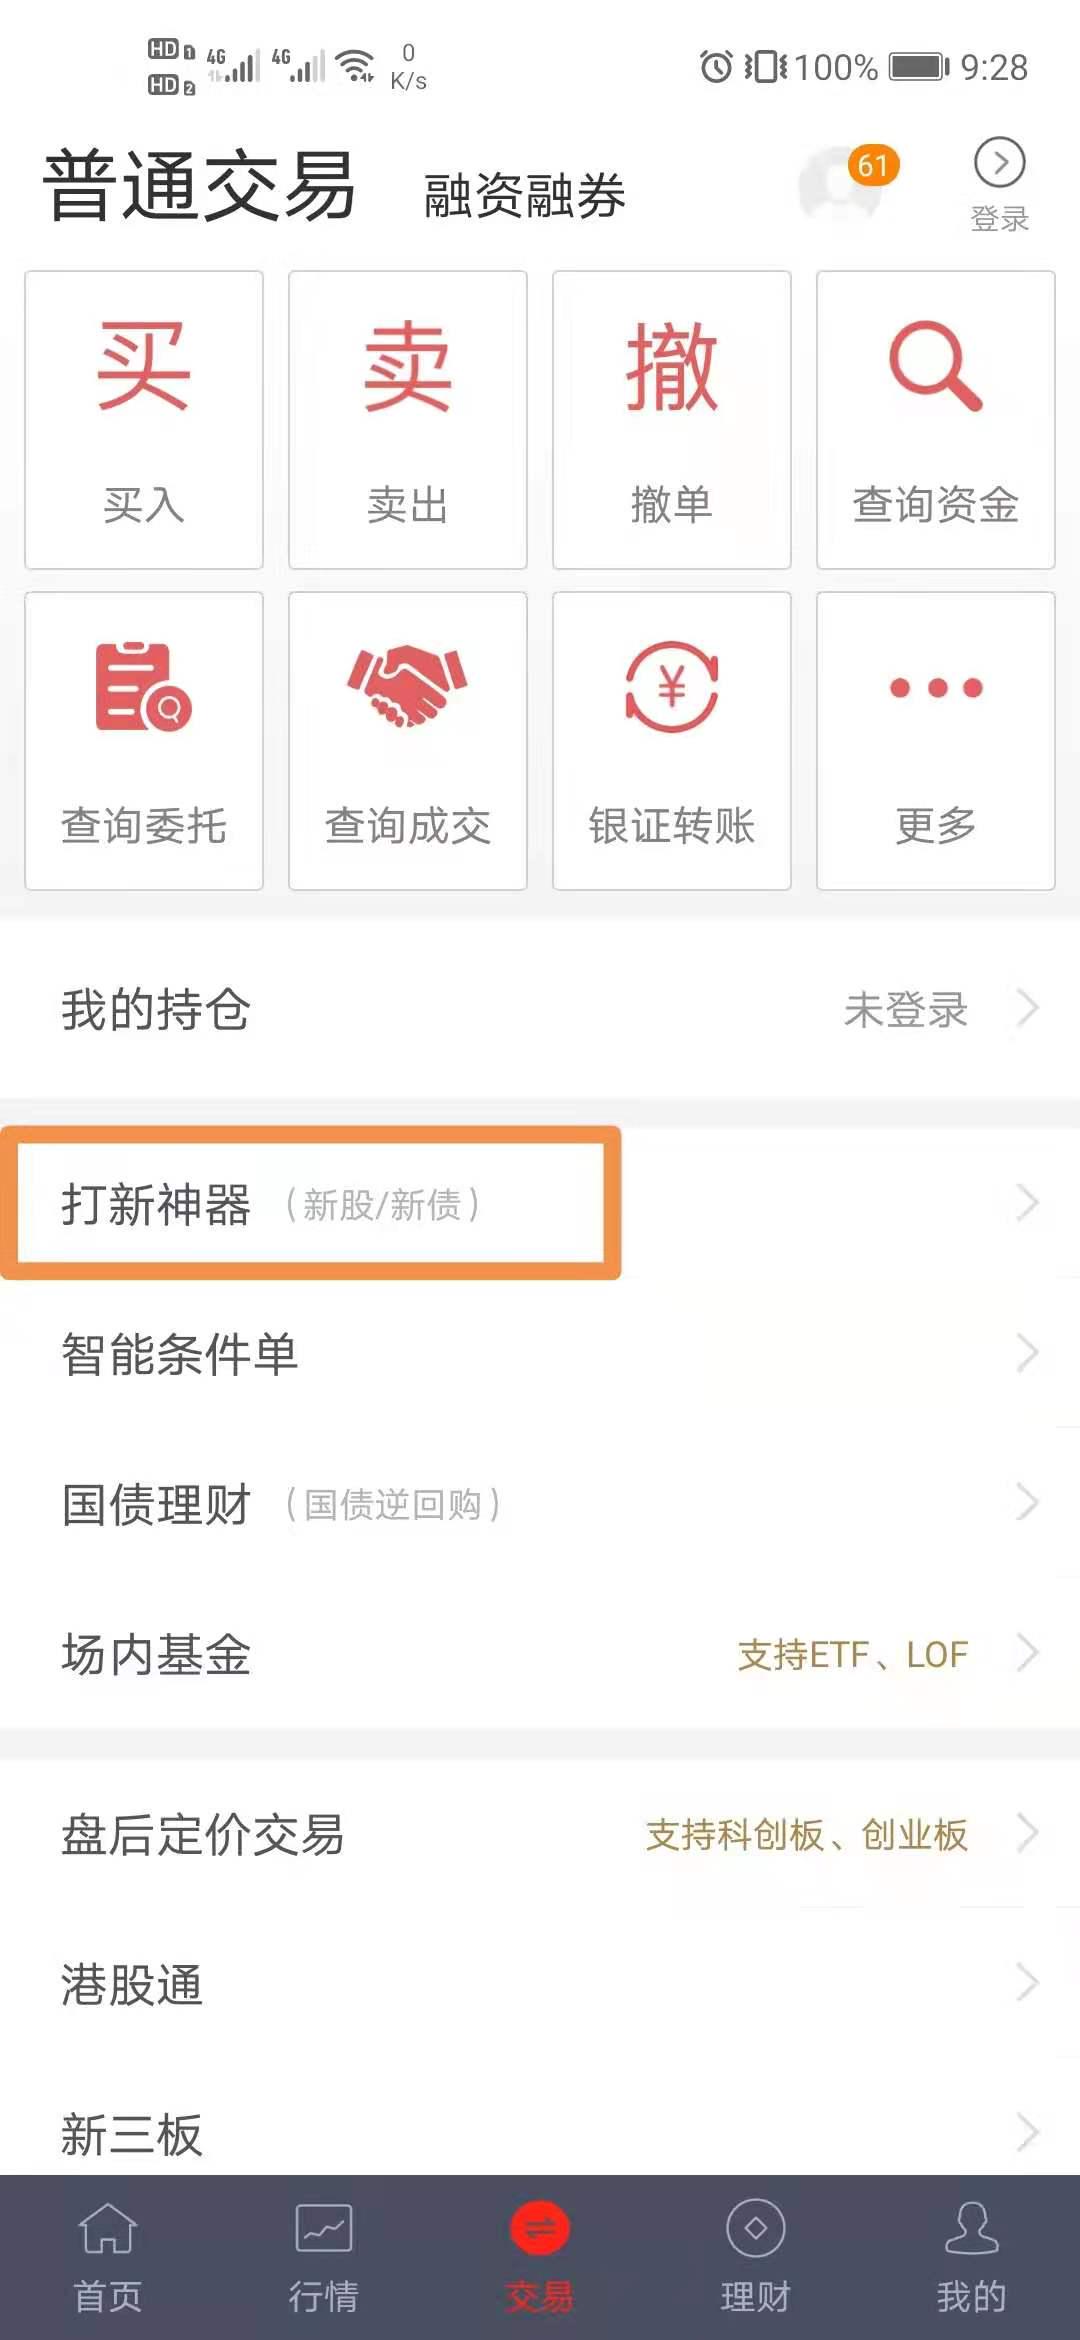 HD 1 4G 4G 0 K/s 100% 9:28
HD 2
普通交易 融资融券 61 登录
买 卖 撤
买入 卖出 撤单 查询资金
¥
查询委托 查询成交 银证转账 更多
我的持仓 未登录
打新神器 (新股/新债)
智能条件单
国债理财 (国债逆回购)
场内基金 支持ETF、LOF
盘后定价交易 支持科创板、创业板
港股通
新三板
首页 行情 交易 理财 我的